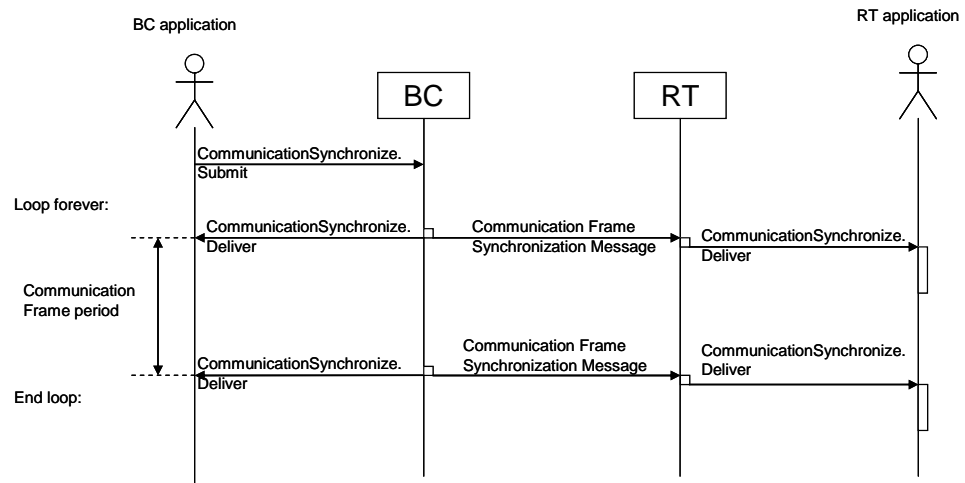 BC application
RT application
BC
RT
CommunicationSynchronize.
Submit
Loop forever:
CommunicationSynchronize.
Deliver
Communication Frame
Synchronization Message
CommunicationSynchronize.
Deliver
Communication
Frame period
CommunicationSynchronize.
Deliver
Communication Frame
Synchronization Message
CommunicationSynchronize.
Deliver
End loop: